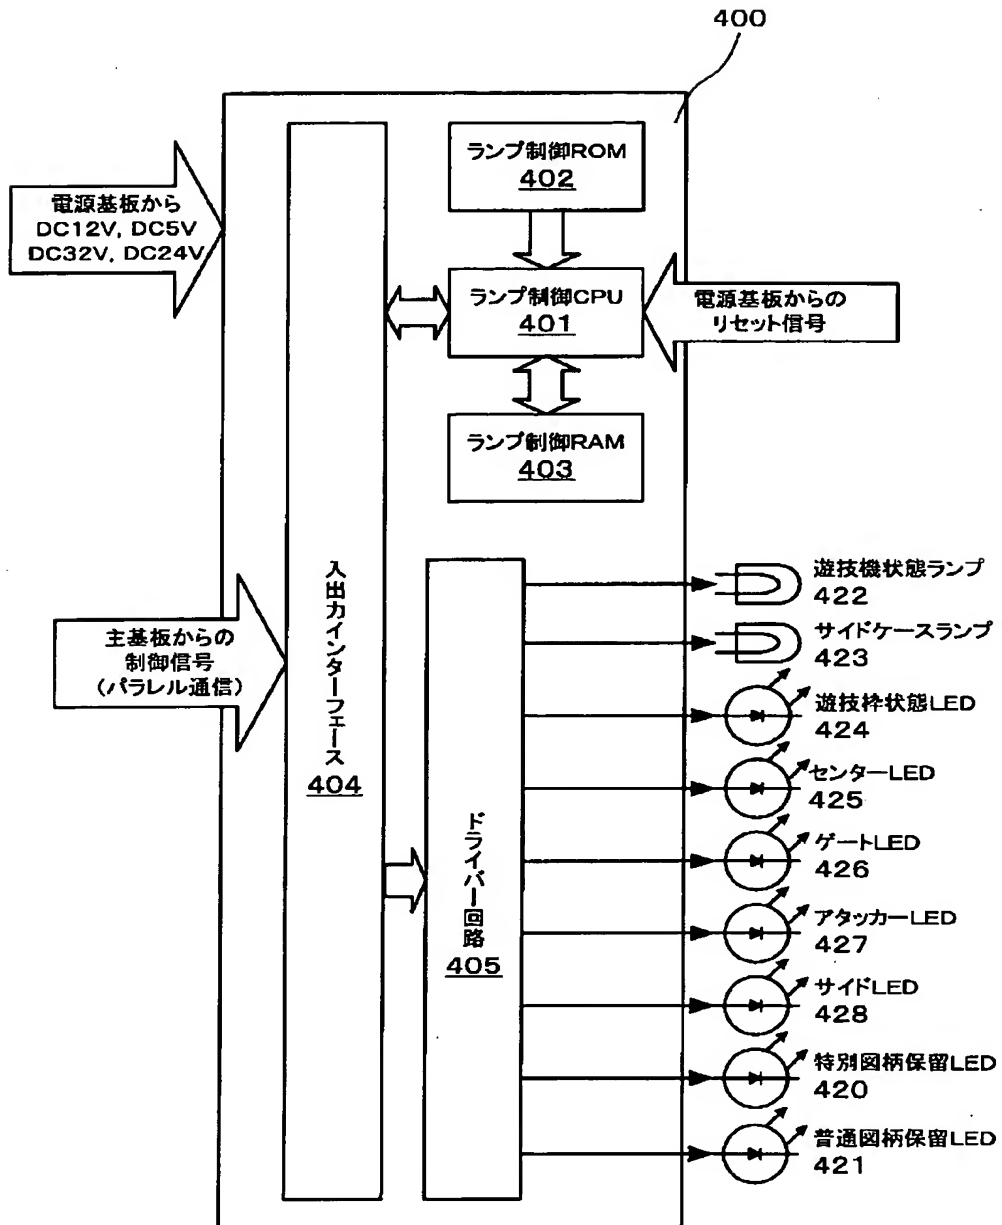 400
ランプ制御ROM
402
電源基板から
DC12V, DC5V
DC32V, DC24V
ランプ制御CPU
401
電源基板からの
リセット信号
ランプ制御RAM
403
入出力インターフェース
404
主基板からの
制御信号
(パラレル通信)
ドライバー回路
405
遊技機状態ランプ
422
サイドケースランプ
423
遊技枠状態LED
424
センターLED
425
ゲートLED
426
アタッカーLED
427
サイドLED
428
特別図柄保留LED
420
普通図柄保留LED
421